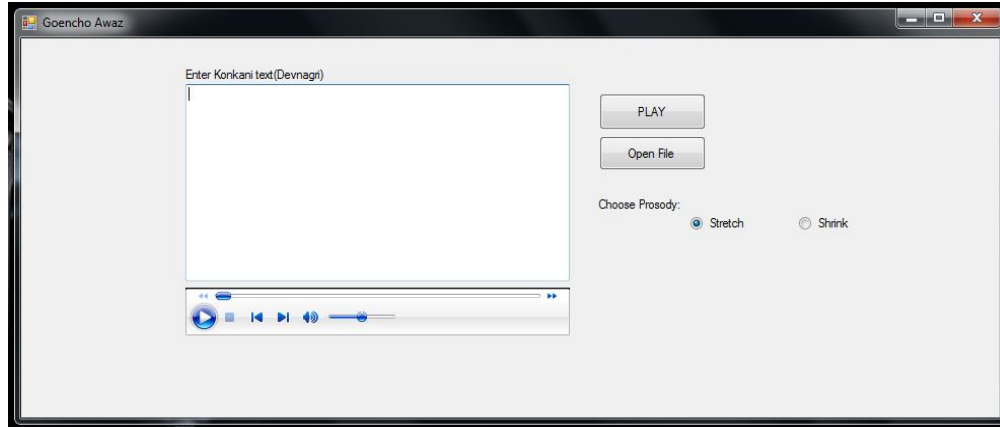 Goencho Awaz
Enter Konkani text(Devnagri)
PLAY
Open File
Choose Prosody:
Stretch
Shrink